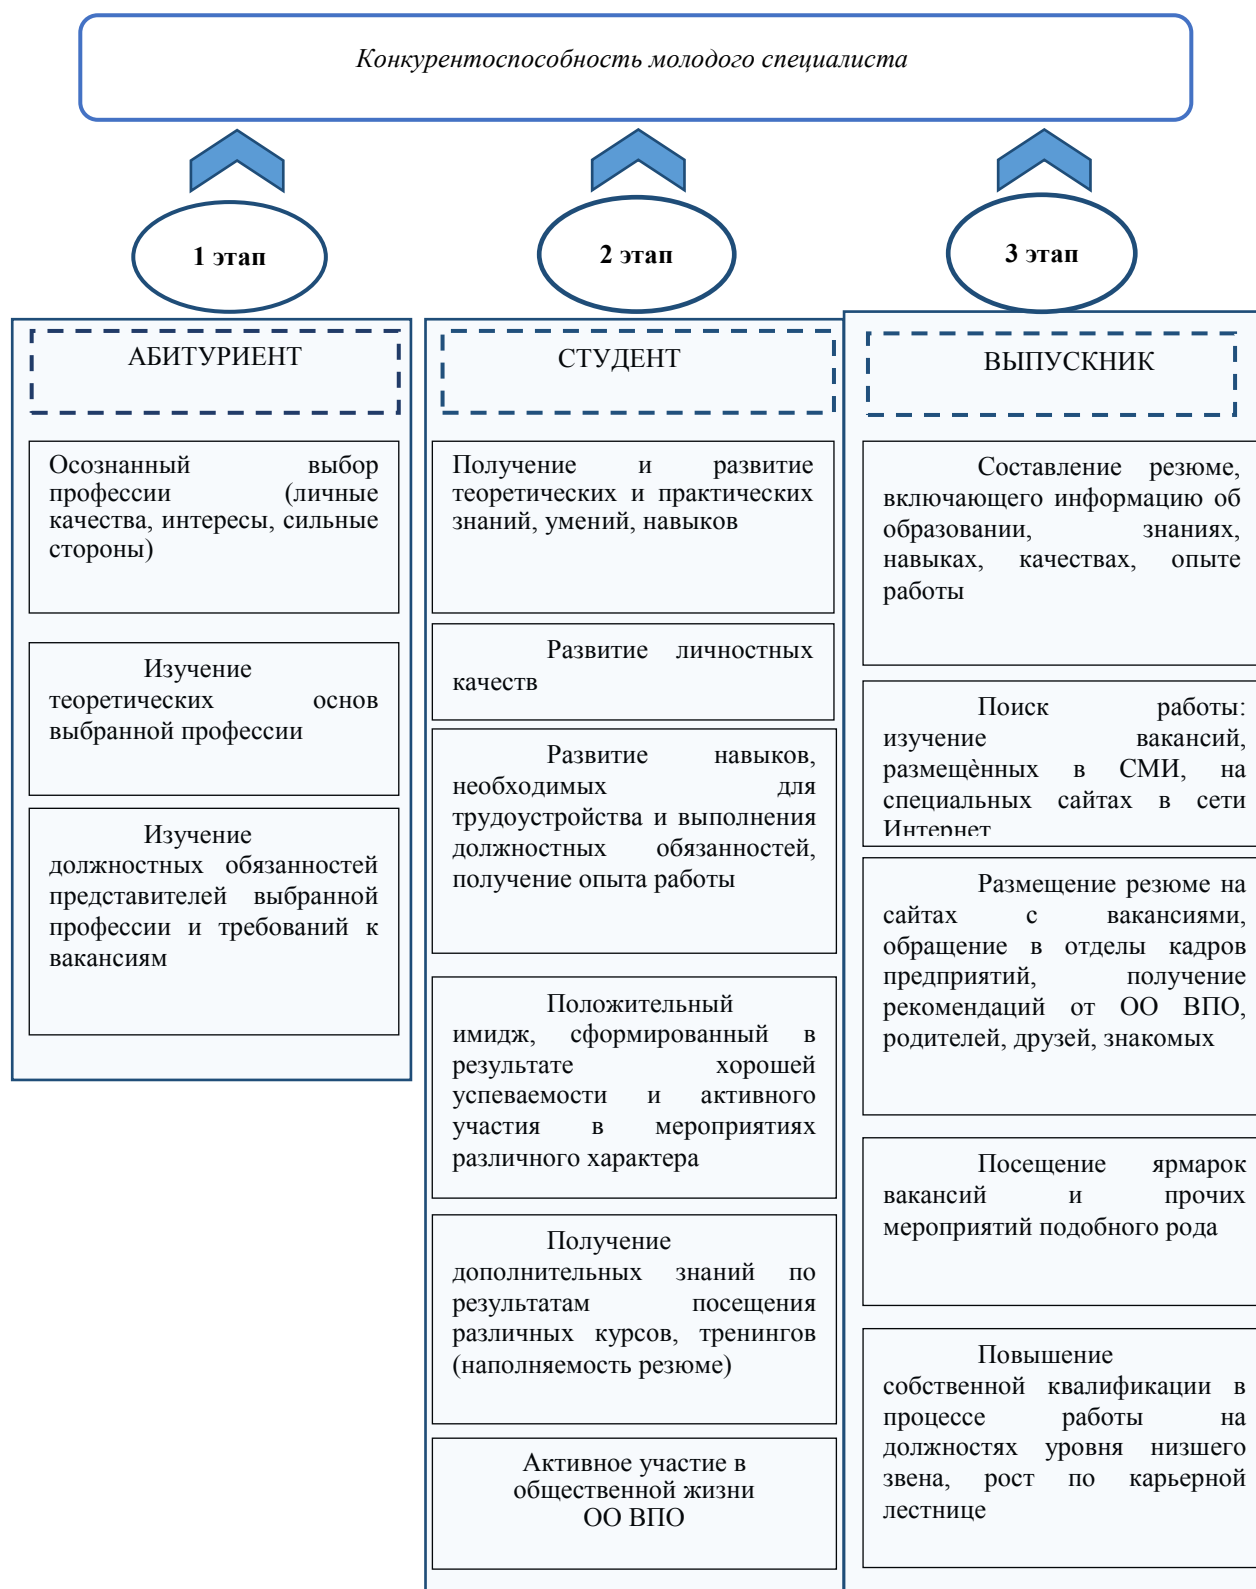 Конкурентоспособность молодого специалиста
1 этап
2 этап
3 этап
АБИТУРИЕНТ
Осознанный выбор
профессии (личные
качества, интересы, сильные
стороны)
Изучение
теоретических основ
выбранной профессии
Изучение
должностных обязанностей
представителей выбранной
профессии и требований к
вакансиям
СТУДЕНТ
Получение и развитие
теоретических и практических
знаний, умений, навыков
Развитие личностных
качеств
Развитие навыков,
необходимых для
трудоустройства и выполнения
должностных обязанностей,
получение опыта работы
Положительный
имидж, сформированный в
результате хорошей
успеваемости и активного
участия в мероприятиях
различного характера
Получение
дополнительных знаний по
результатам посещения
различных курсов, тренингов
(наполняемость резюме)
Активное участие в
общественной жизни
ОО ВПО
ВЫПУСКНИК
Составление резюме,
включающего информацию об
образовании, знаниях,
навыках, качествах, опыте
работы
Поиск работы:
изучение вакансий,
размещѐнных в СМИ, на
специальных сайтах в сети
Интернет
Размещение резюме на
сайтах с вакансиями,
обращение в отделы кадров
предприятий, получение
рекомендаций от ОО ВПО,
родителей, друзей, знакомых
Посещение ярмарок
вакансий и прочих
мероприятий подобного рода
Повышение
собственной квалификации в
процессе работы на
должностях уровня низшего
звена, рост по карьерной
лестнице